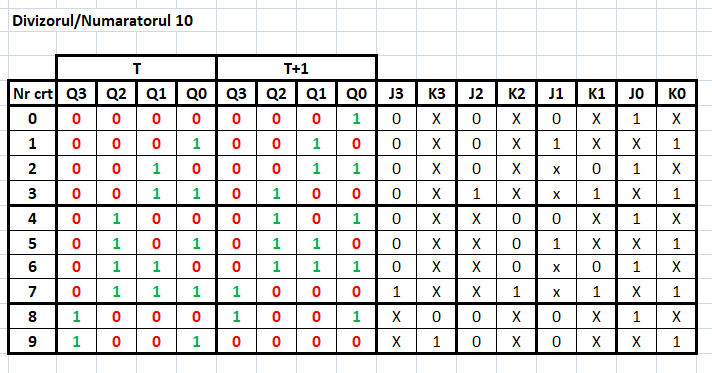 Divizorul/Numaratorul 10
T T+1
Nr crt Q3 Q2 Q1 Q0 Q3 Q2 Q1 Q0 J3 K3 J2 K2 J1 K1 J0 K0
0 0 0 0 0 0 0 0 1 0 X 0 X 0 X 1 X
1 0 0 0 1 0 0 1 0 0 X 0 X 1 X X 1
2 0 0 1 0 0 0 1 1 0 X 0 X x 0 1 X
3 0 0 1 1 0 1 0 0 0 X 1 X x 1 X 1
4 0 1 0 0 0 1 0 1 0 X X 0 0 X 1 X
5 0 1 0 1 0 1 1 0 0 X X 0 1 X X 1
6 0 1 1 0 0 1 1 1 0 X X 0 x 0 1 X
7 0 1 1 1 1 0 0 0 1 X X 1 x 1 X 1
8 1 0 0 0 1 0 0 1 X 0 0 X 0 X 1 X
9 1 0 0 1 0 0 0 0 X 1 0 X 0 X X 1